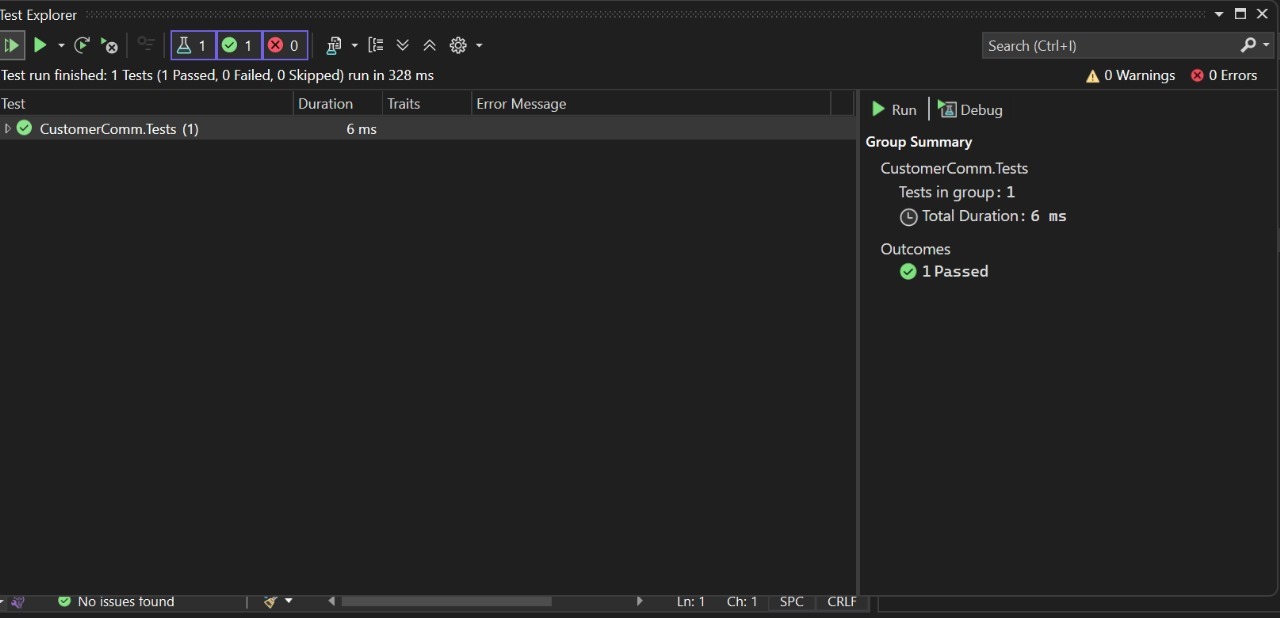 Test Explorer
1 1 0
Search (Ctrl+I)
Test run finished: 1 Tests (1 Passed, 0 Failed, 0 Skipped) run in 328 ms
0 Warnings 0 Errors
Test Duration Traits Error Message
CustomerComm.Tests (1) 6 ms
Run Debug
Group Summary
CustomerComm.Tests
Tests in group: 1
Total Duration: 6 ms
Outcomes
1 Passed
No issues found Ln: 1 Ch: 1 SPC CRLF